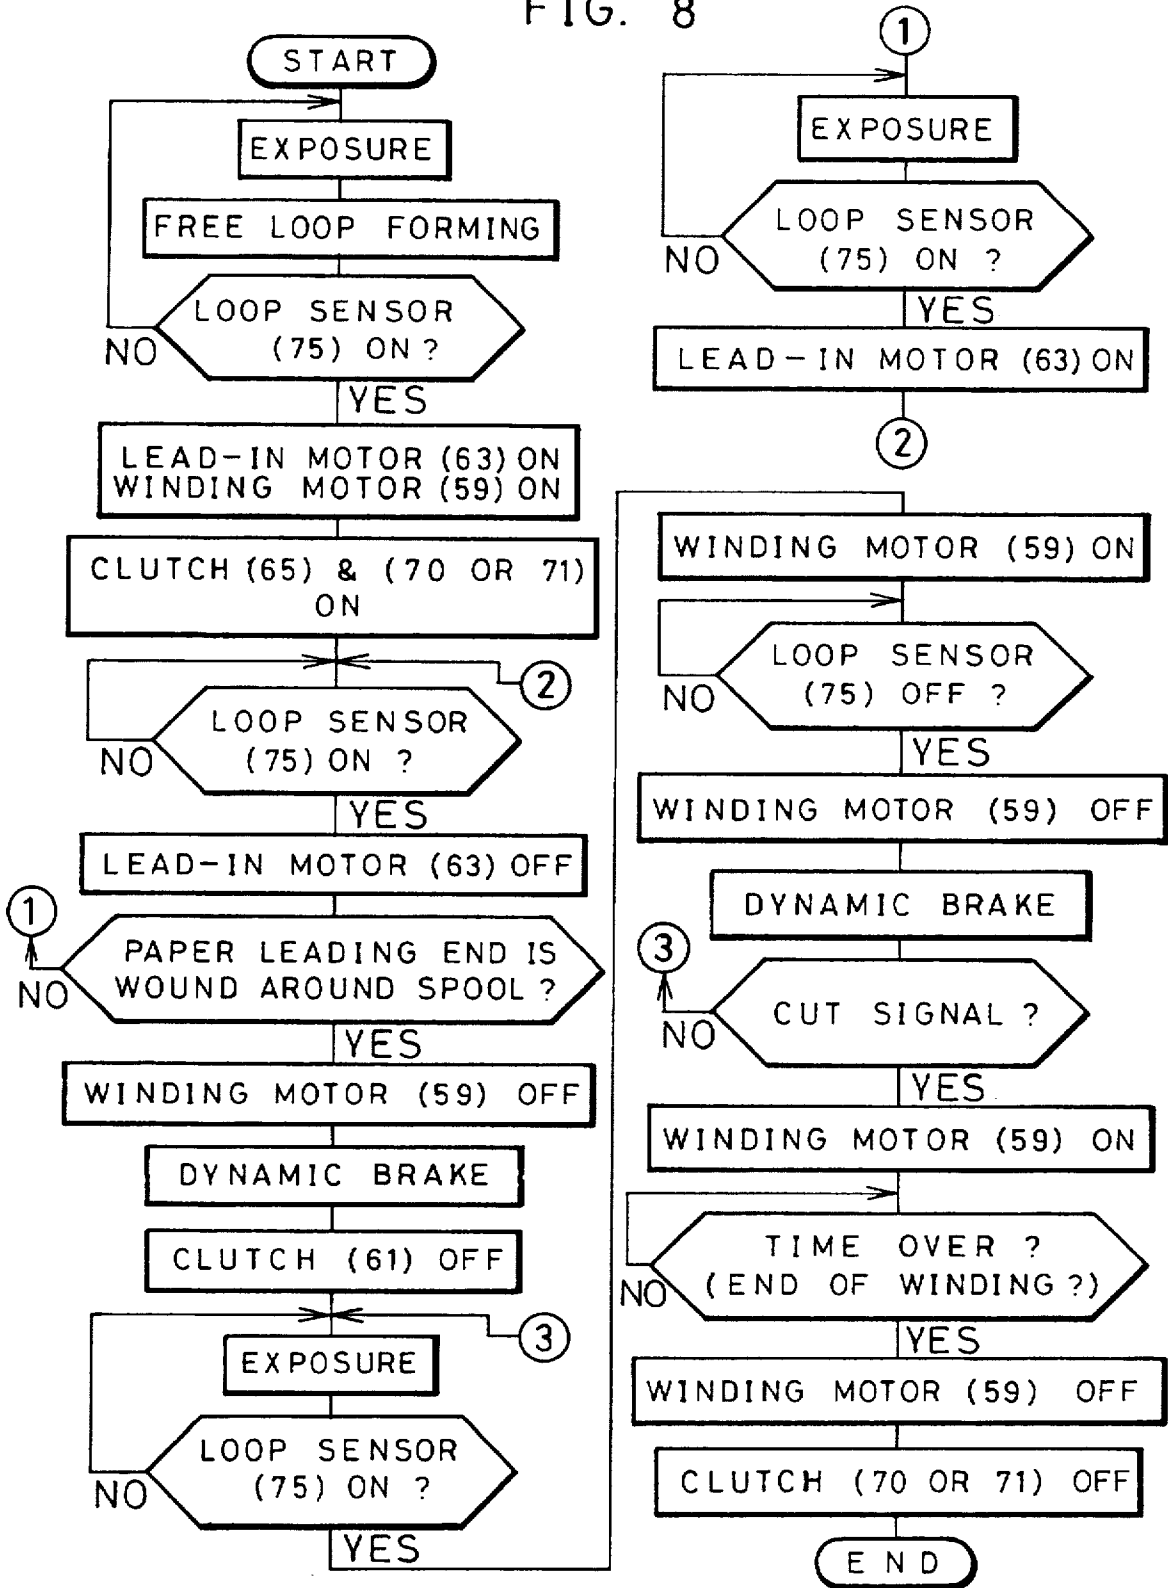 FIG. 8
START
EXPOSURE
FREE LOOP FORMING
LOOP SENSOR
(75) ON ?
NO
YES
LEAD-IN MOTOR (63) ON
WINDING MOTOR (59) ON
CLUTCH (65) & (70 OR 71)
ON
2
LOOP SENSOR
(75) ON ?
NO
YES
LEAD-IN MOTOR (63) OFF
1
PAPER LEADING END IS
WOUND AROUND SPOOL ?
NO
YES
WINDING MOTOR (59) OFF
DYNAMIC BRAKE
CLUTCH (61) OFF
3
EXPOSURE
LOOP SENSOR
(75) ON ?
NO
YES
1
EXPOSURE
LOOP SENSOR
(75) ON ?
NO
YES
LEAD-IN MOTOR (63) ON
2
WINDING MOTOR (59) ON
LOOP SENSOR
(75) OFF ?
NO
YES
WINDING MOTOR (59) OFF
DYNAMIC BRAKE
3
CUT SIGNAL ?
NO
YES
WINDING MOTOR (59) ON
TIME OVER ?
(END OF WINDING ?)
NO
YES
WINDING MOTOR (59) OFF
CLUTCH (70 OR 71) OFF
END